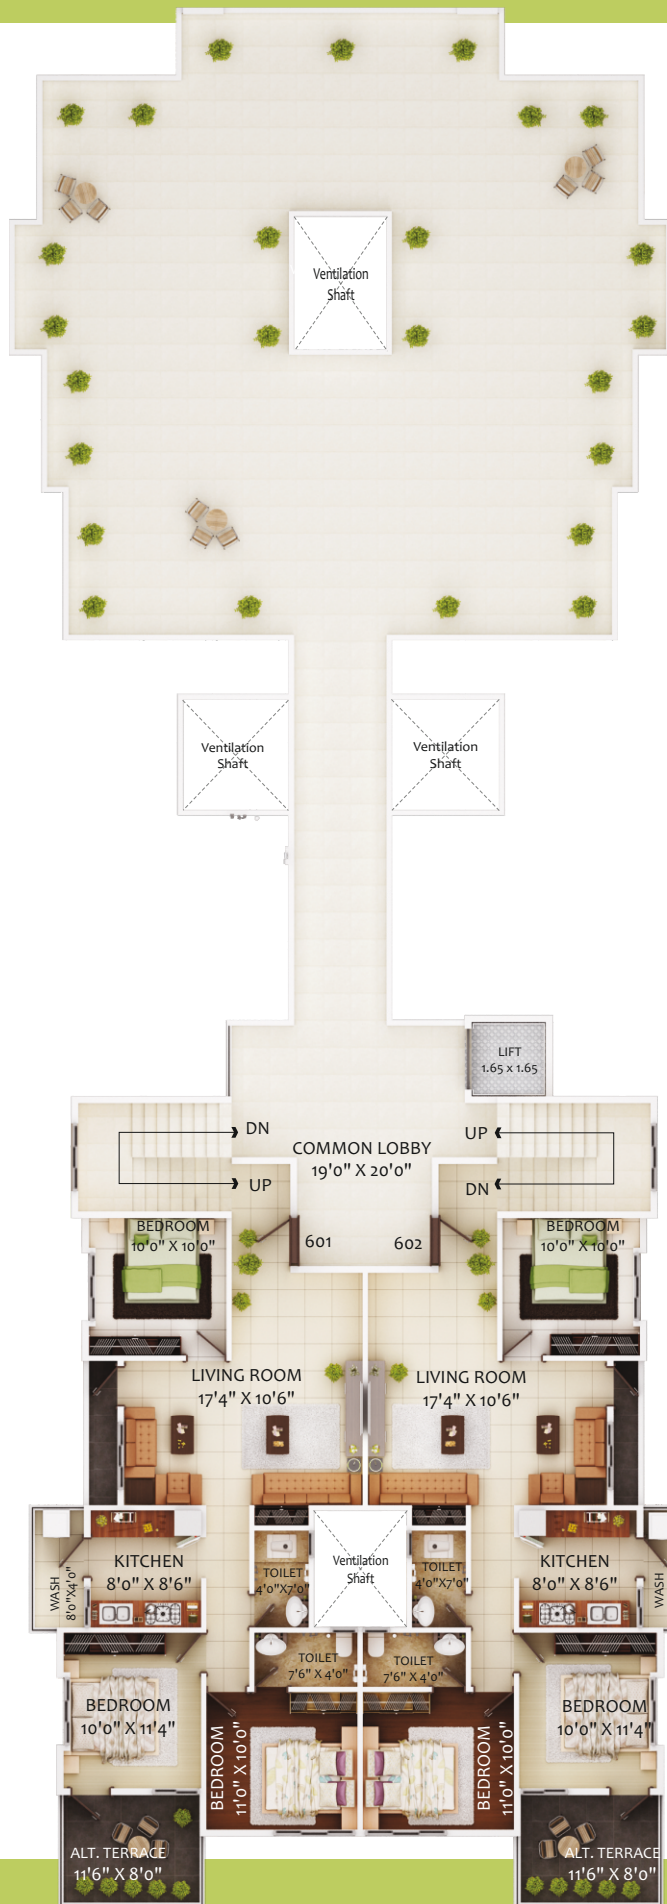 Ventilation
Shaft
Ventilation
Shaft
Ventilation
Shaft
LIFT
1.65 x 1.65
DN
UP
COMMON LOBBY
19'0" X 20'0"
UP
DN
601
602
BEDROOM
10'0" X 10'0"
BEDROOM
10'0" X 10'0"
LIVING ROOM
17'4" X 10'6"
LIVING ROOM
17'4" X 10'6"
Ventilation
Shaft
TOILET
4'0"X7'0"
TOILET
4'0"X7'0"
KITCHEN
8'0" X 8'6"
KITCHEN
8'0" X 8'6"
WASH
8'0"X4'0"
WASH
TOILET
7'6" X 4'0"
TOILET
7'6" X 4'0"
BEDROOM
10'0" X 11'4"
BEDROOM
11'0" X 10'0"
BEDROOM
11'0" X 10'0"
BEDROOM
10'0" X 11'4"
ALT. TERRACE
11'6" X 8'0"
ALT. TERRACE
11'6" X 8'0"